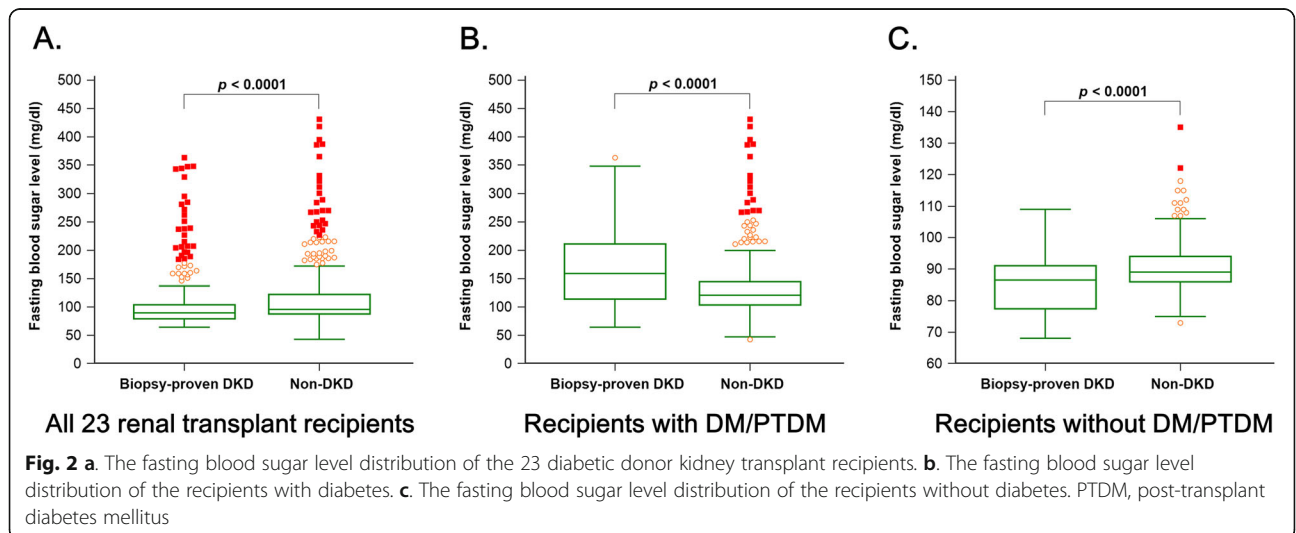 A.
B.
C.
p < 0.0001
p < 0.0001
p < 0.0001
Fasting blood sugar level (mg/dl)
500
450
400
350
300
250
200
150
100
50
0
Biopsy-proven DKD
Non-DKD
Fasting blood sugar level (mg/dl)
500
450
400
350
300
250
200
150
100
50
0
Biopsy-proven DKD
Non-DKD
Fasting blood sugar level (mg/dl)
150
140
130
120
110
100
90
80
70
60
Biopsy-proven DKD
Non-DKD
All 23 renal transplant recipients
Recipients with DM/PTDM
Recipients without DM/PTDM
Fig. 2 a. The fasting blood sugar level distribution of the 23 diabetic donor kidney transplant recipients. b. The fasting blood sugar level
distribution of the recipients with diabetes. c. The fasting blood sugar level distribution of the recipients without diabetes. PTDM, post-transplant
diabetes mellitus